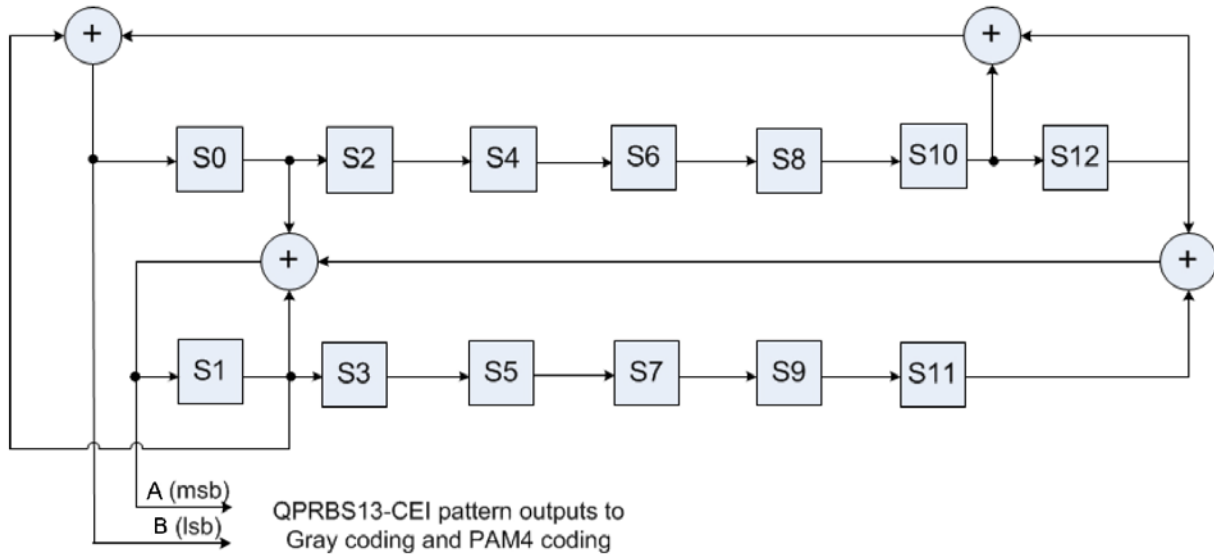 + +
S0 S2 S4 S6 S8 S10 S12
+ +
S1 S3 S5 S7 S9 S11
A (msb)
B (lsb)
QPRBS13-CEI pattern outputs to
Gray coding and PAM4 coding